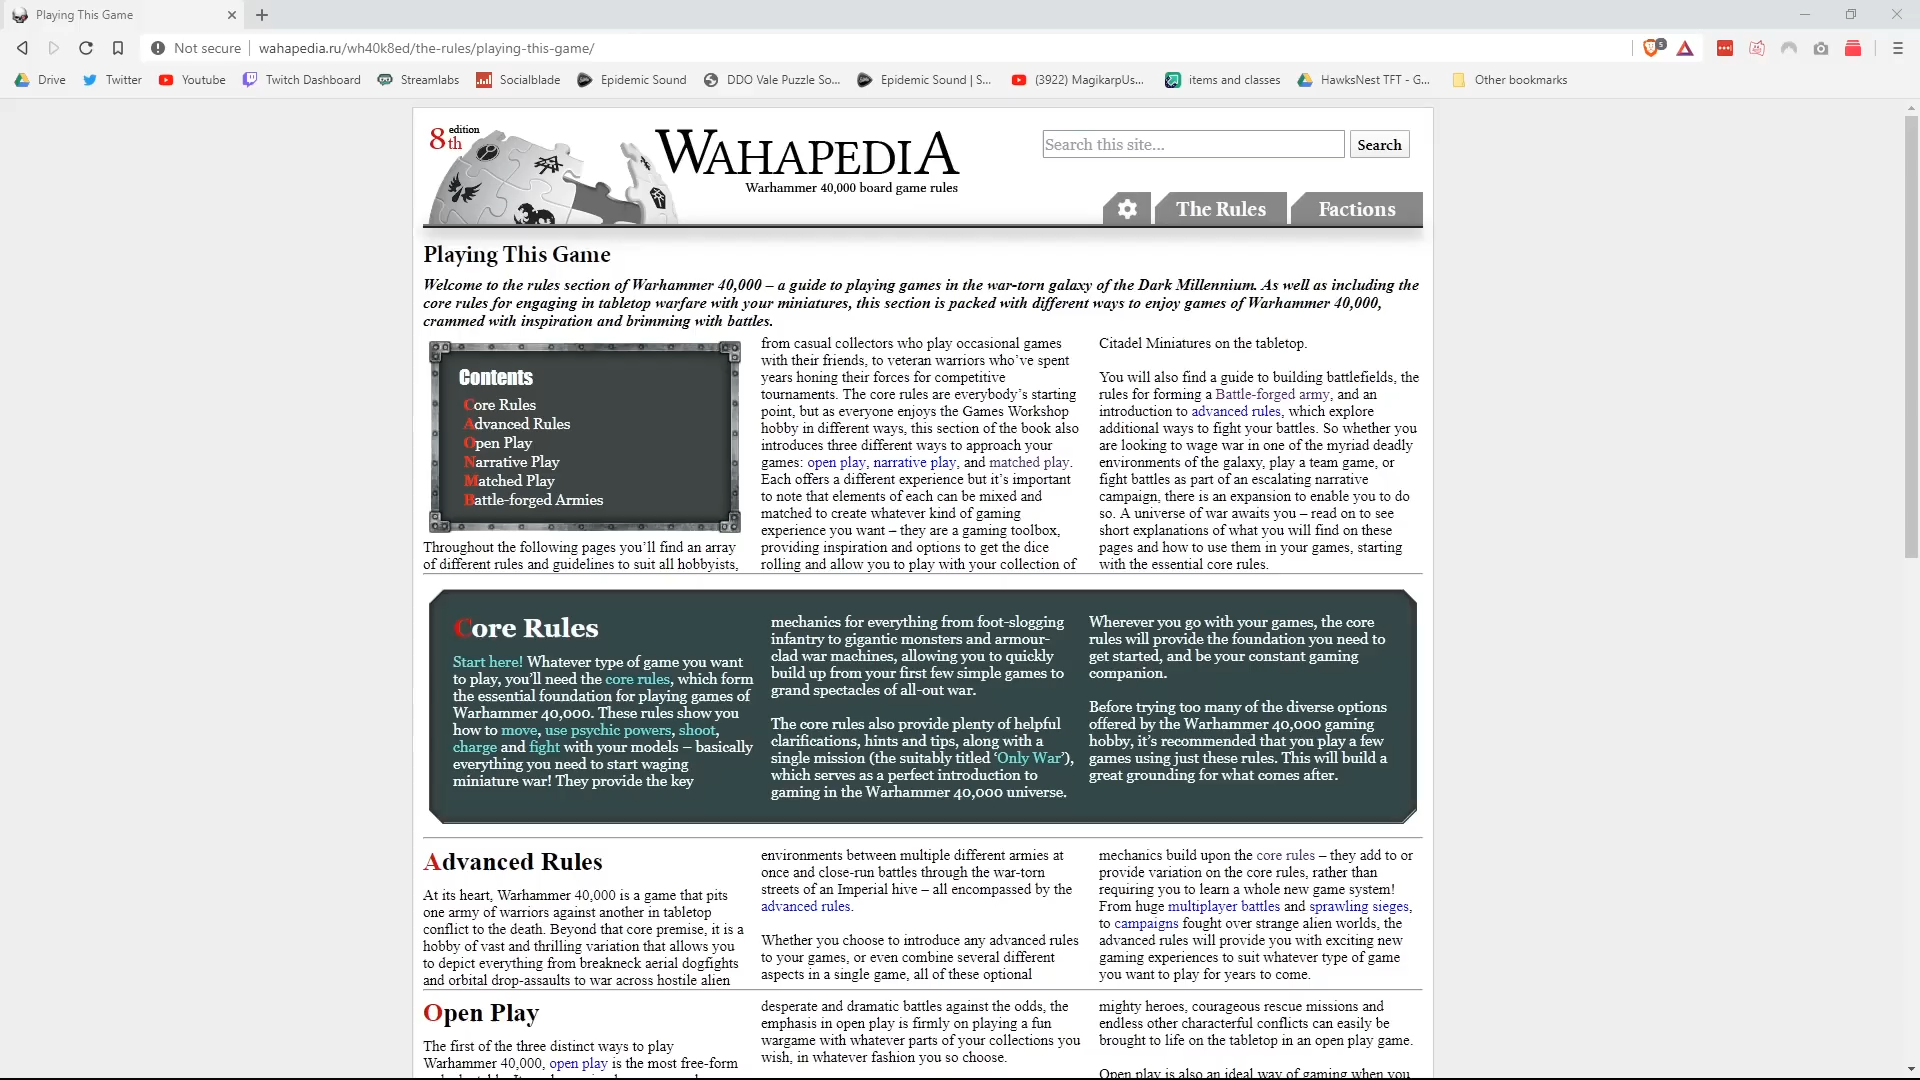 Playing This Game
Not secure
wahapedia.ru/wh40k8ed/the-rules/playing-this-game/
5
Drive
Twitter
Youtube
Twitch Dashboard
Streamlabs
Socialblade
Epidemic Sound
DDO Vale Puzzle So...
Epidemic Sound | S...
(3922) MagikarpUs...
items and classes
HawksNest TFT - G...
Other bookmarks
8th edition
WAHAPEDIA
Warhammer 40,000 board game rules
Search this site...
Search
The Rules
Factions
Playing This Game
Welcome to the rules section of Warhammer 40,000 – a guide to playing games in the war-torn galaxy of the Dark Millennium. As well as including the
core rules for engaging in tabletop warfare with your miniatures, this section is packed with different ways to enjoy games of Warhammer 40,000,
crammed with inspiration and brimming with battles.
Contents
Core Rules
Advanced Rules
Open Play
Narrative Play
Matched Play
Battle-forged Armies
Throughout the following pages you’ll find an array
of different rules and guidelines to suit all hobbyists,
from casual collectors who play occasional games
with their friends, to veteran warriors who’ve spent
years honing their forces for competitive
tournaments. The core rules are everybody’s starting
point, but as everyone enjoys the Games Workshop
hobby in different ways, this section of the book also
introduces three different ways to approach your
games: open play, narrative play, and matched play.
Each offers a different experience but it’s important
to note that elements of each can be mixed and
matched to create whatever kind of gaming
experience you want – they are a gaming toolbox,
providing inspiration and options to get the dice
rolling and allow you to play with your collection of
Citadel Miniatures on the tabletop.
You will also find a guide to building battlefields, the
rules for forming a Battle-forged army, and an
introduction to advanced rules, which explore
additional ways to fight your battles. So whether you
are looking to wage war in one of the myriad deadly
environments of the galaxy, play a team game, or
fight battles as part of an escalating narrative
campaign, there is an expansion to enable you to do
so. A universe of war awaits you – read on to see
short explanations of what you will find on these
pages and how to use them in your games, starting
with the essential core rules.
Core Rules
Start here! Whatever type of game you want
to play, you’ll need the core rules, which form
the essential foundation for playing games of
Warhammer 40,000. These rules show you
how to move, use psychic powers, shoot,
charge and fight with your models – basically
everything you need to start waging
miniature war! They provide the key
mechanics for everything from foot-slogging
infantry to gigantic monsters and armour-
clad war machines, allowing you to quickly
build up from your first few simple games to
grand spectacles of all-out war.
The core rules also provide plenty of helpful
clarifications, hints and tips, along with a
single mission (the suitably titled ‘Only War’),
which serves as a perfect introduction to
gaming in the Warhammer 40,000 universe.
Wherever you go with your games, the core
rules will provide the foundation you need to
get started, and be your constant gaming
companion.
Before trying too many of the diverse options
offered by the Warhammer 40,000 gaming
hobby, it’s recommended that you play a few
games using just these rules. This will build a
great grounding for what comes after.
Advanced Rules
At its heart, Warhammer 40,000 is a game that pits
one army of warriors against another in tabletop
conflict to the death. Beyond that core premise, it is a
hobby of vast and thrilling variation that allows you
to depict everything from breakneck aerial dogfights
and orbital drop-assaults to war across hostile alien
environments between multiple different armies at
once and close-run battles through the war-torn
streets of an Imperial hive – all encompassed by the
advanced rules.
Whether you choose to introduce any advanced rules
to your games, or even combine several different
aspects in a single game, all of these optional
mechanics build upon the core rules – they add to or
provide variation on the core rules, rather than
requiring you to learn a whole new game system!
From huge multiplayer battles and sprawling sieges,
to campaigns fought over strange alien worlds, the
advanced rules will provide you with exciting new
gaming experiences to suit whatever type of game
you want to play for years to come.
Open Play
The first of the three distinct ways to play
Warhammer 40,000, open play is the most free-form
desperate and dramatic battles against the odds, the
emphasis in open play is firmly on playing a fun
wargame with whatever parts of your collections you
wish, in whatever fashion you so choose.
mighty heroes, courageous rescue missions and
endless other characterful conflicts can easily be
brought to life on the tabletop in an open play game.
Open play is also an ideal way of gaming when you